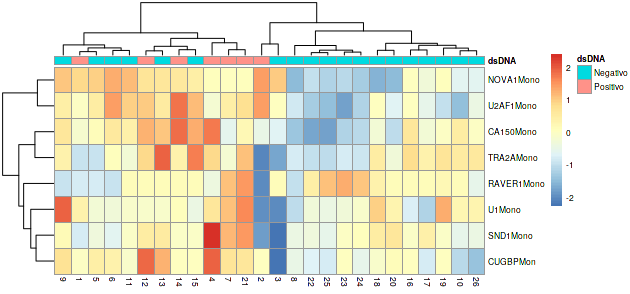 dsDNA
NOVA1Mono
U2AF1Mono
CA150Mono
TRA2AMono
RAVER1Mono
U1Mono
SND1Mono
CUGBPMon
9 1 5 6 11 12 13 14 15 4 7 21 2 3 8 22 25 23 24 18 20 16 17 19 10 26
2
1
0
-1
-2
dsDNA
Negativo
Positivo